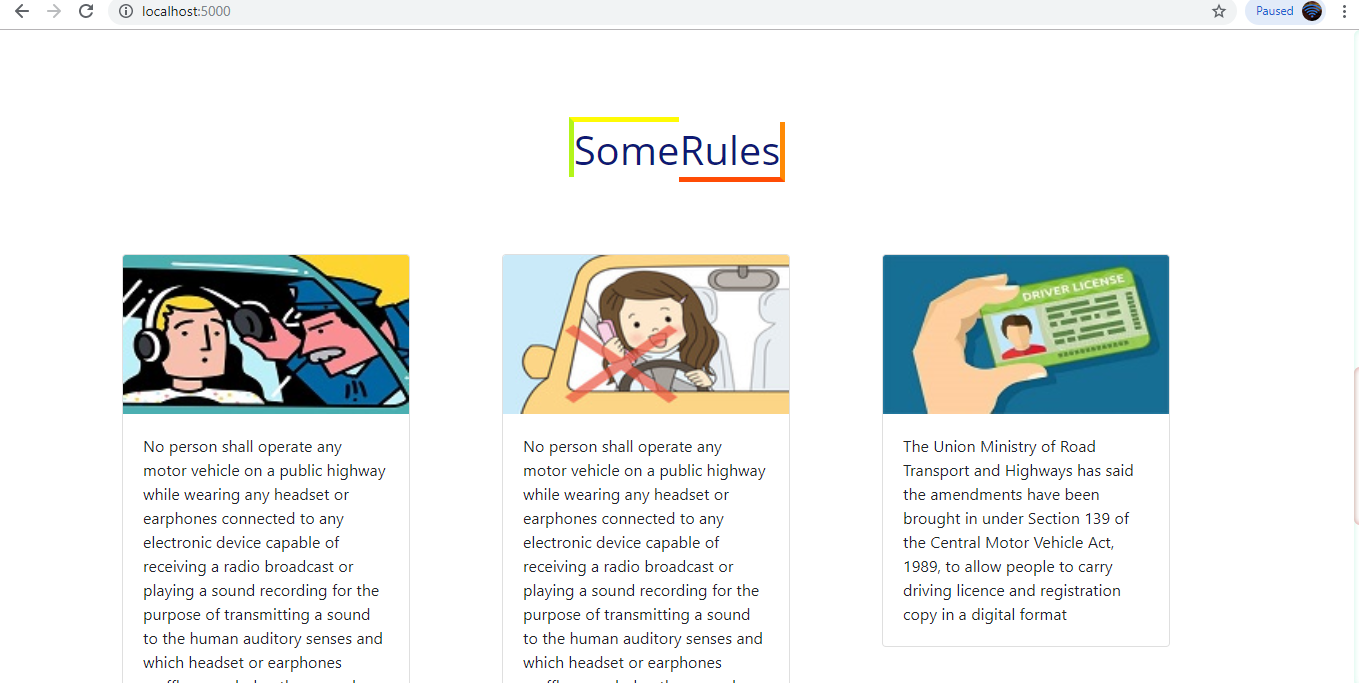 localhost:5000
Paused
SomeRules
DRIVER LICENSE
No person shall operate any
motor vehicle on a public highway
while wearing any headset or
earphones connected to any
electronic device capable of
receiving a radio broadcast or
playing a sound recording for the
purpose of transmitting a sound
to the human auditory senses and
which headset or earphones
No person shall operate any
motor vehicle on a public highway
while wearing any headset or
earphones connected to any
electronic device capable of
receiving a radio broadcast or
playing a sound recording for the
purpose of transmitting a sound
to the human auditory senses and
which headset or earphones
The Union Ministry of Road
Transport and Highways has said
the amendments have been
brought in under Section 139 of
the Central Motor Vehicle Act,
1989, to allow people to carry
driving licence and registration
copy in a digital format